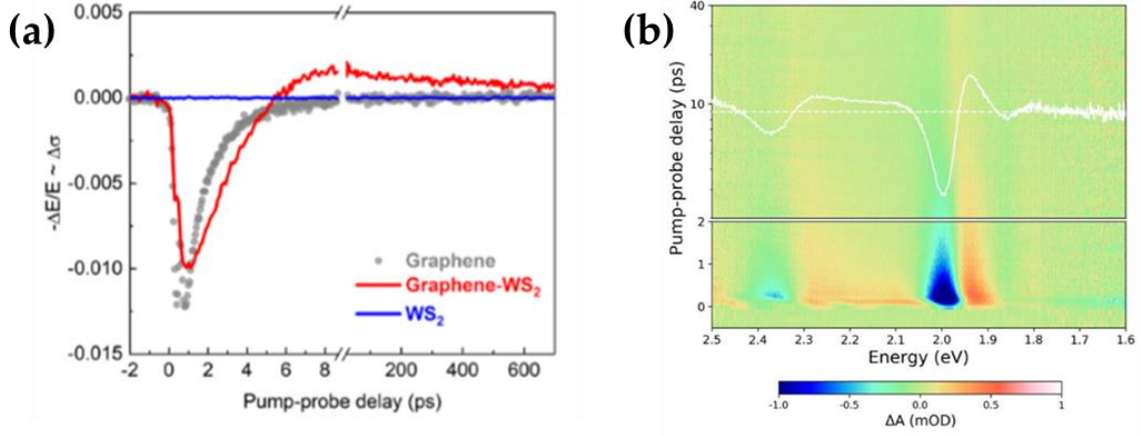 (a)
0.005
0.000
-0.005
-0.010
-0.015
-ΔE/E ~ Δσ
Graphene
Graphene-WS₂
WS₂
-2 0 2 4 6 8 200 400 600
Pump-probe delay (ps)
(b)
40
10
2
1
0
Pump-probe delay (ps)
2.5 2.4 2.3 2.2 2.1 2.0 1.9 1.8 1.7 1.6
Energy (eV)
-1.0 -0.5 0.0 0.5 1
ΔA (mOD)